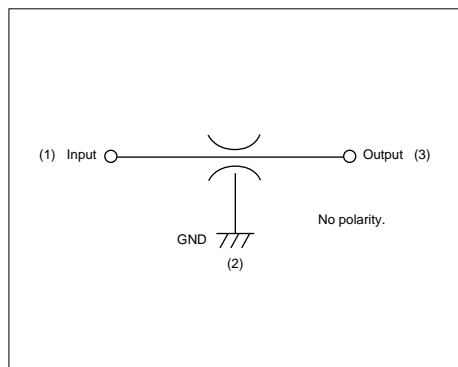 (1) Input Output (3)
No polarity.
GND
(2)